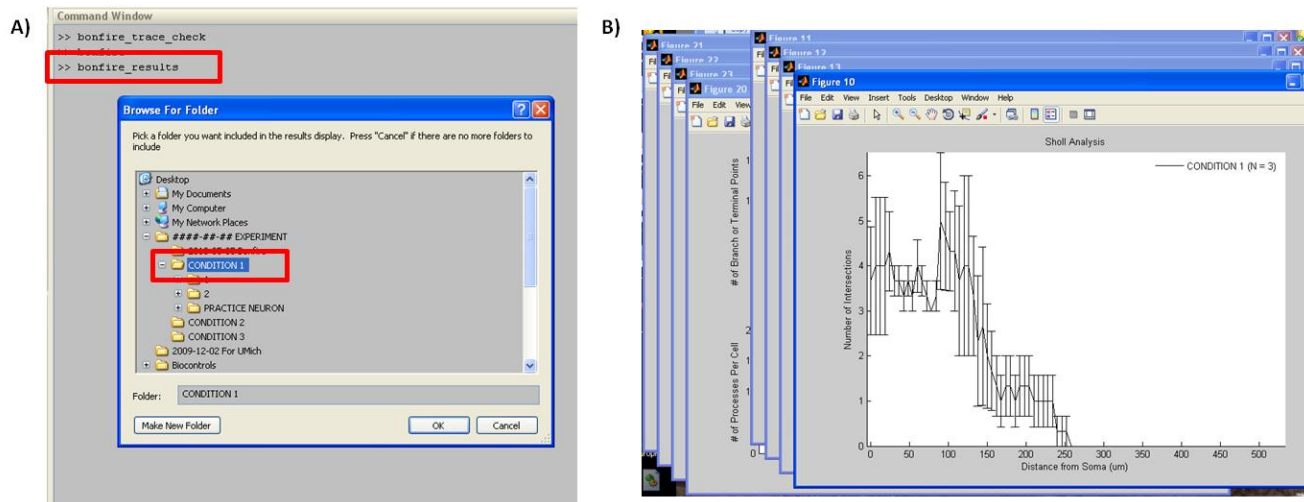 A)
Command Window
>> bonfire_trace_check
>> bonfire
>> bonfire_results
Browse For Folder
Pick a folder you want included in the results display. Press "Cancel" if there are no more folders to
include
Desktop
My Documents
My Computer
My Network Places
####-##-## EXPERIMENT
CONDITION 1
2
PRACTICE NEURON
CONDITION 2
CONDITION 3
2009-12-02 For UMich
Biocontrols
Folder: CONDITION 1
Make New Folder OK Cancel
B)
Figure 21
Figure 22
Figure 23
Figure 20
File Edit View
# of Branch or Terminal Points
# of Processes Per Cell
Figure 11
Figure 12
Figure 13
Figure 10
File Edit View Insert Tools Desktop Window Help
Sholl Analysis
CONDITION 1 (N = 3)
Number of Intersections
6
5
4
3
2
1
0
0 50 100 150 200 250 300 350 400 450 500
Distance from Soma (um)